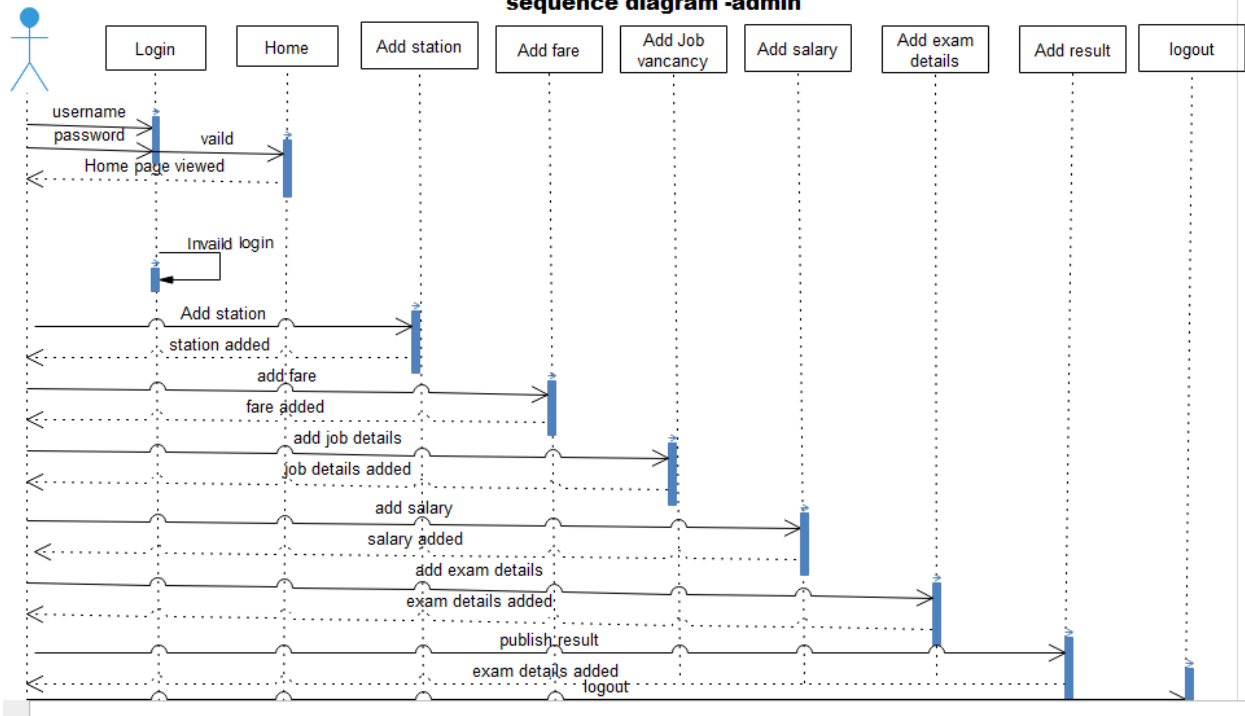 sequence diagram -admin
Login
Home
Add station
Add fare
Add Job
vancancy
Add salary
Add exam
details
Add result
logout
username
password
vaild
Home page viewed
Invaild login
Add station
station added
add fare
fare added
add job details
job details added
add salary
salary added
add exam details
exam details added
publish result
exam details added
logout